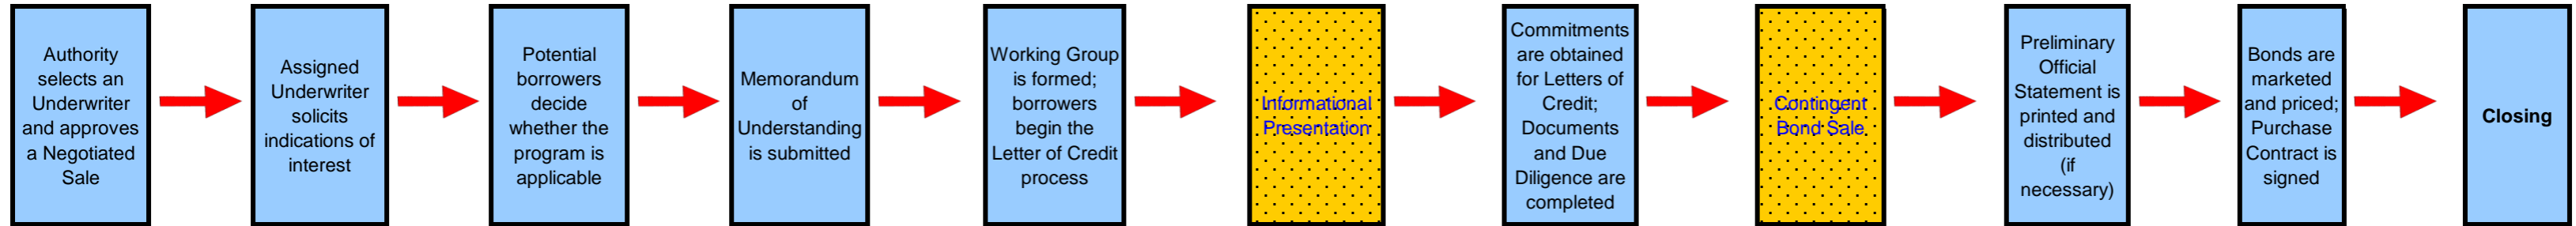 Authority
selects an
Underwriter
and approves
a Negotiated
Sale
Assigned
Underwriter
solicits
indications of
interest
Potential
borrowers
decide
whether the
program is
applicable
Memorandum
of
Understanding
is submitted
Working Group
is formed;
borrowers
begin the
Letter of Credit
process
Informational
Presentation
Commitments
are obtained
for Letters of
Credit;
Documents
and Due
Diligence are
completed
Contingent
Bond Sale
Preliminary
Official
Statement is
printed and
distributed
(if
necessary)
Bonds are
marketed
and priced;
Purchase
Contract is
signed
Closing